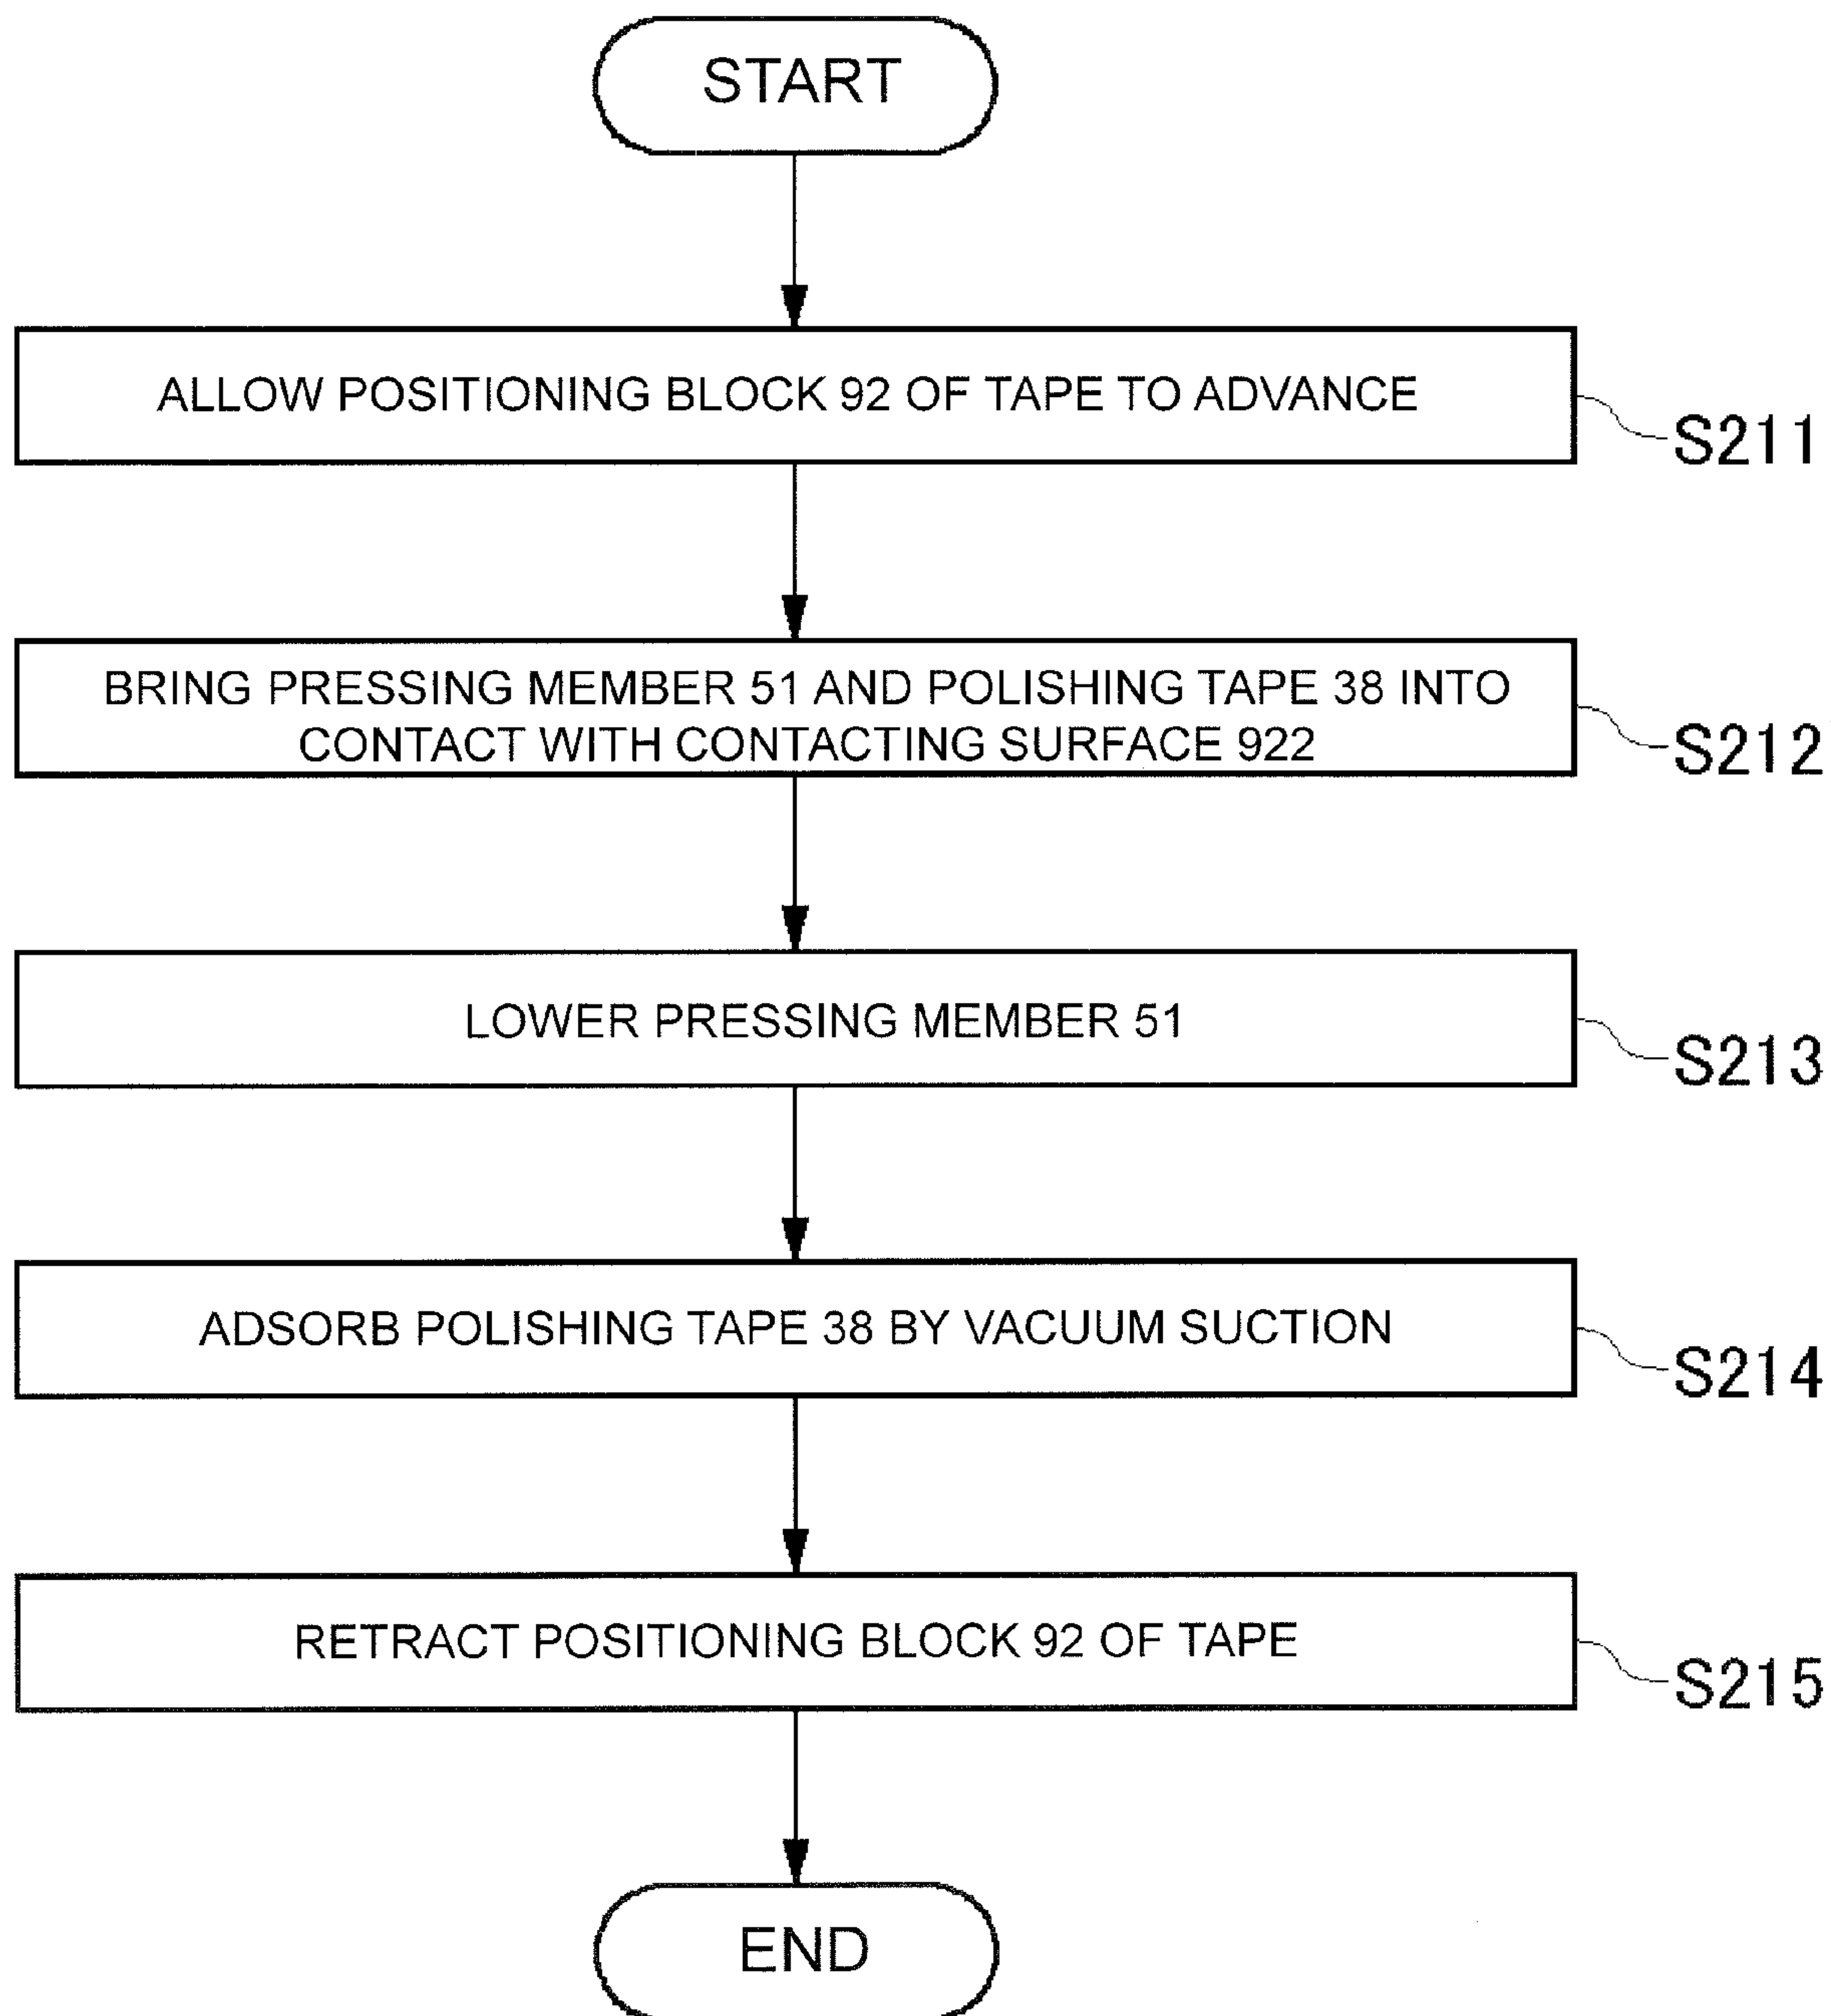 START
ALLOW POSITIONING BLOCK 92 OF TAPE TO ADVANCE
S211
BRING PRESSING MEMBER 51 AND POLISHING TAPE 38 INTO
CONTACT WITH CONTACTING SURFACE 922
S212
LOWER PRESSING MEMBER 51
S213
ADSORB POLISHING TAPE 38 BY VACUUM SUCTION
S214
RETRACT POSITIONING BLOCK 92 OF TAPE
S215
END